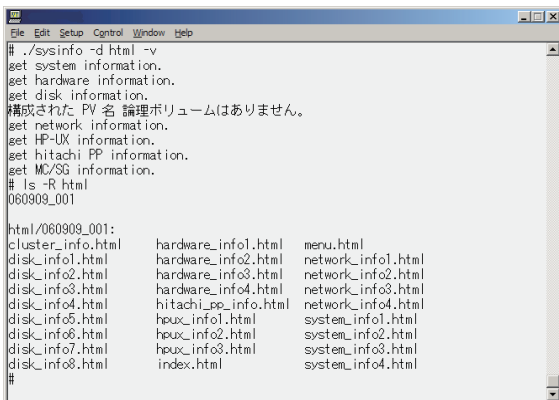 File Edit Setup Control Window Help
# ./sysinfo -d html -v
get system information.
get hardware information.
get disk information.
構成された PV 名 論理ボリュームはありません。
get network information.
get HP-UX information.
get hitachi PP information.
get MC/SG information.
# ls -R html
060909_001
html/060909_001:
cluster_info.html hardware_info1.html menu.html
disk_info1.html hardware_info2.html network_info1.html
disk_info2.html hardware_info3.html network_info2.html
disk_info3.html hardware_info4.html network_info3.html
disk_info4.html hitachi_pp_info.html network_info4.html
disk_info5.html hpux_info1.html system_info1.html
disk_info6.html hpux_info2.html system_info2.html
disk_info7.html hpux_info3.html system_info3.html
disk_info8.html index.html system_info4.html
#